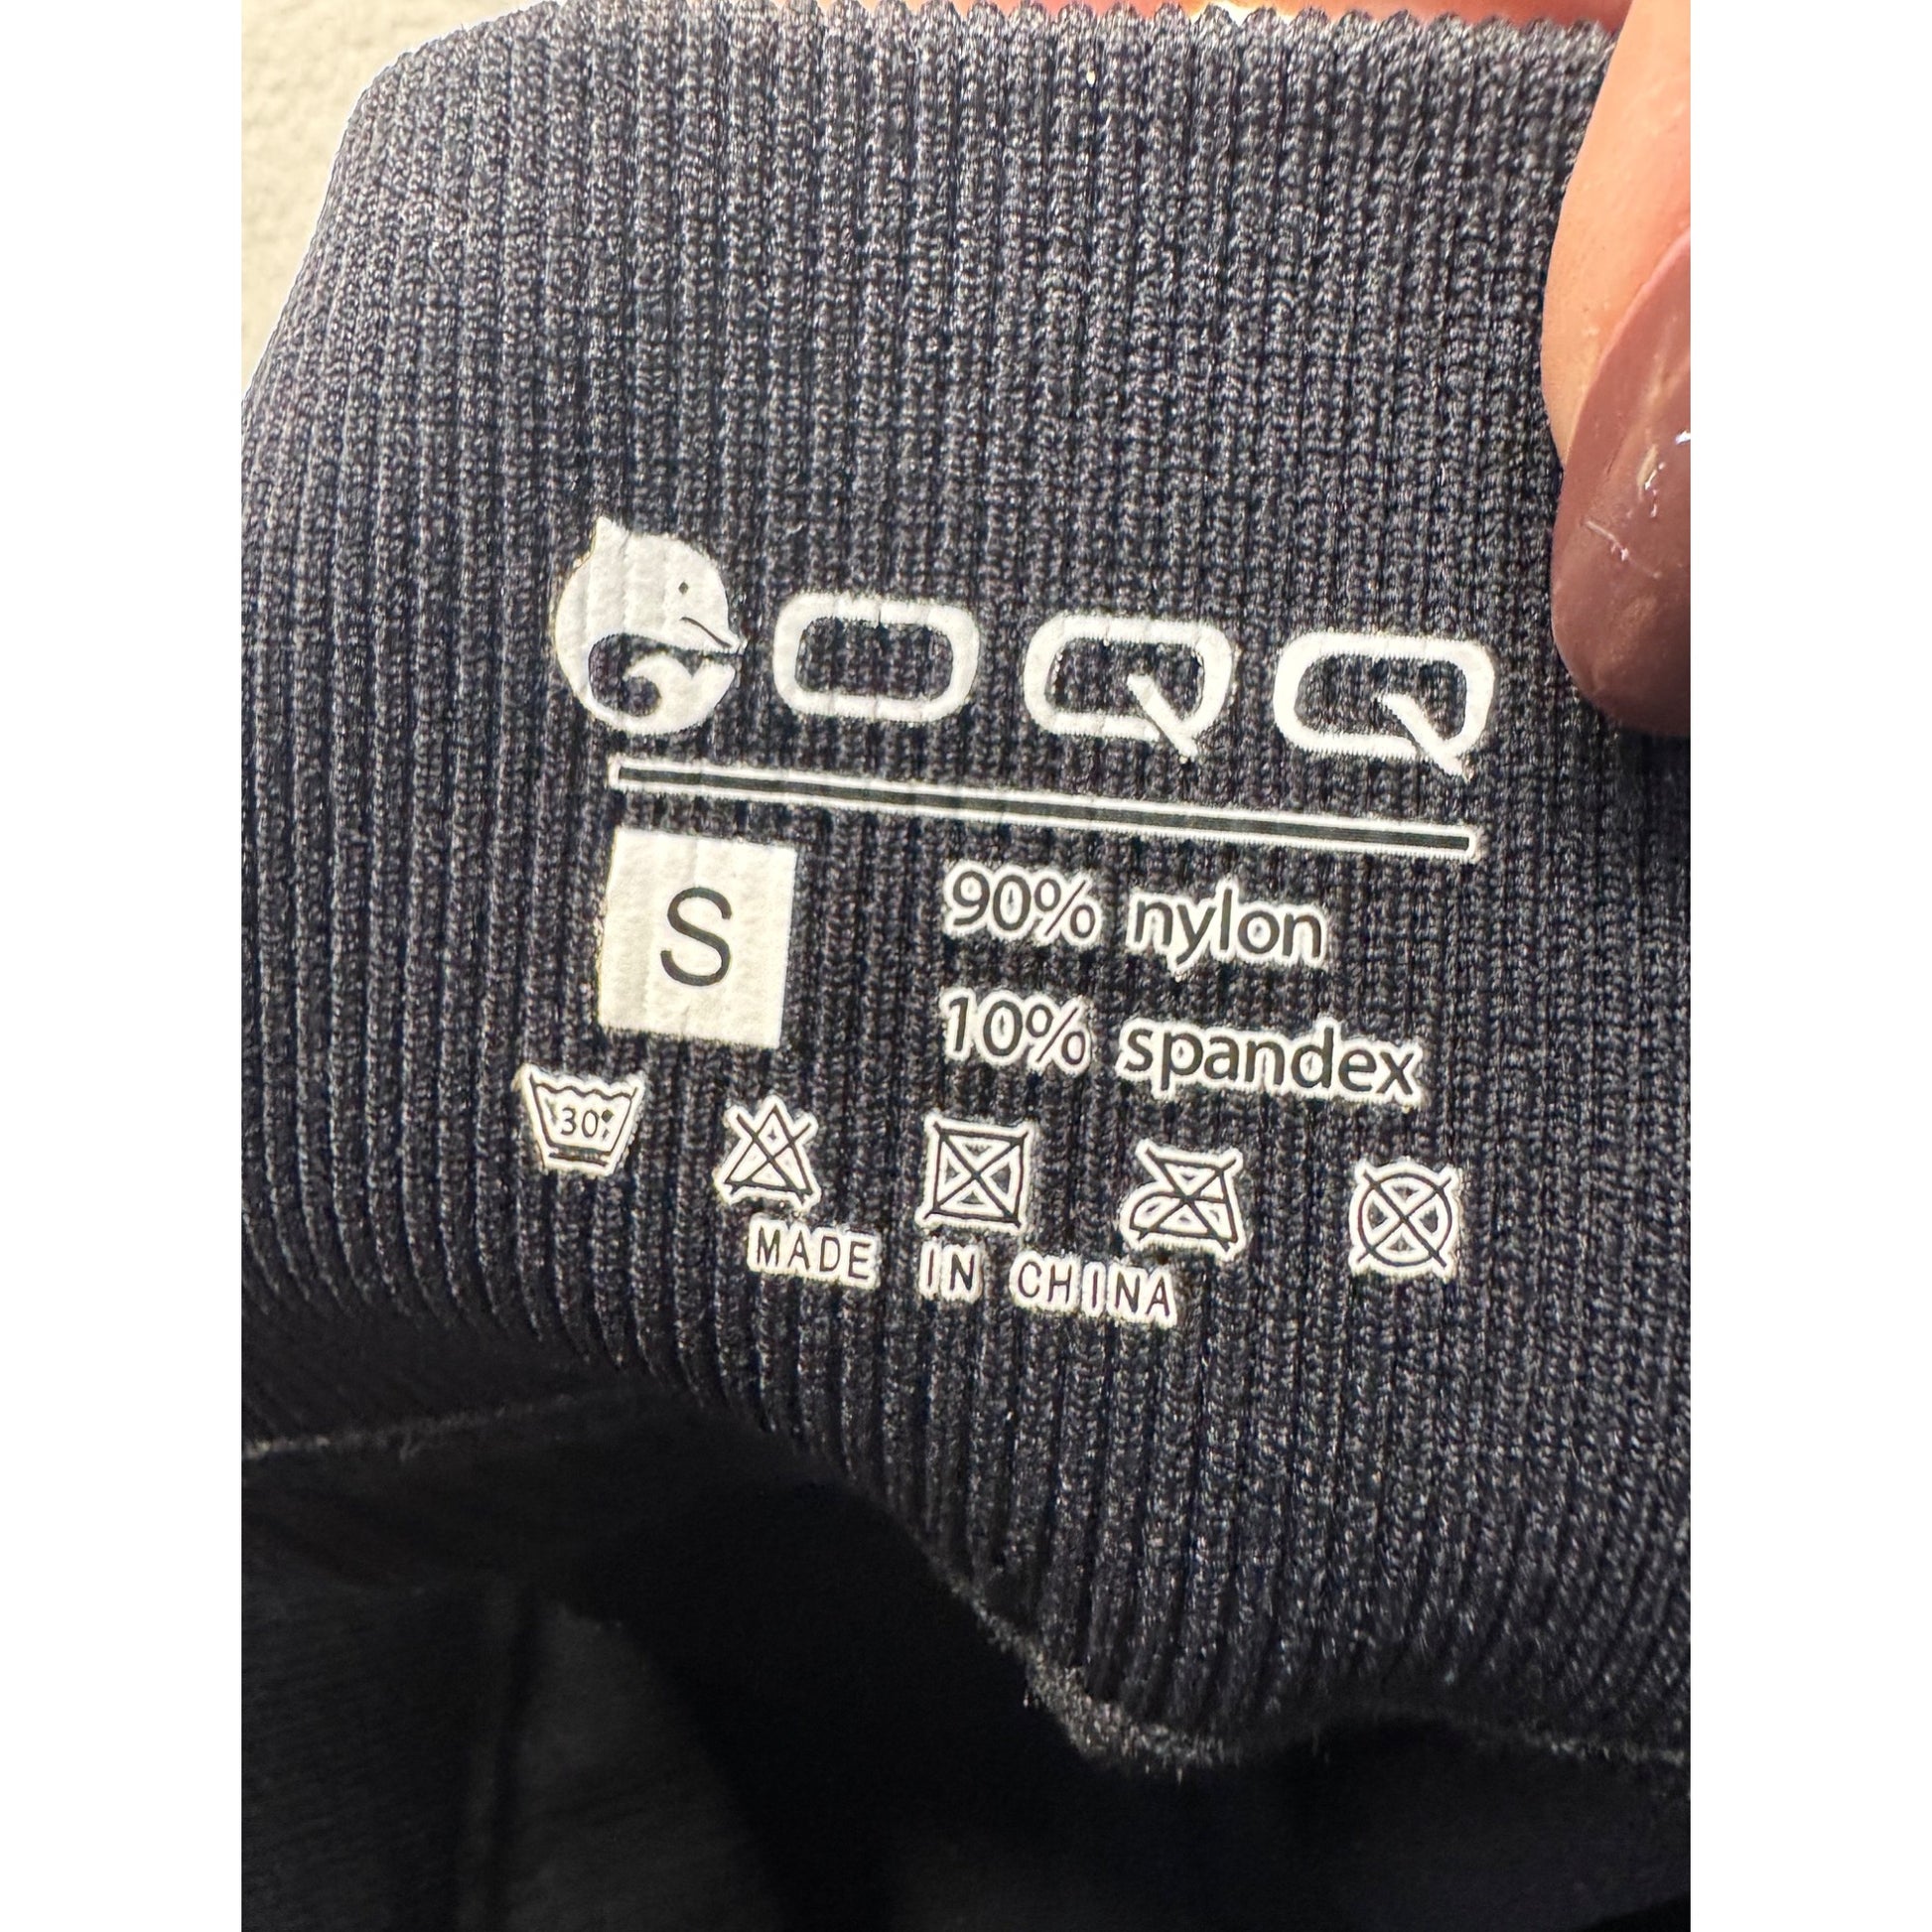 OQQ
S
90% nylon
10% spandex
30°
MADE IN CHINA